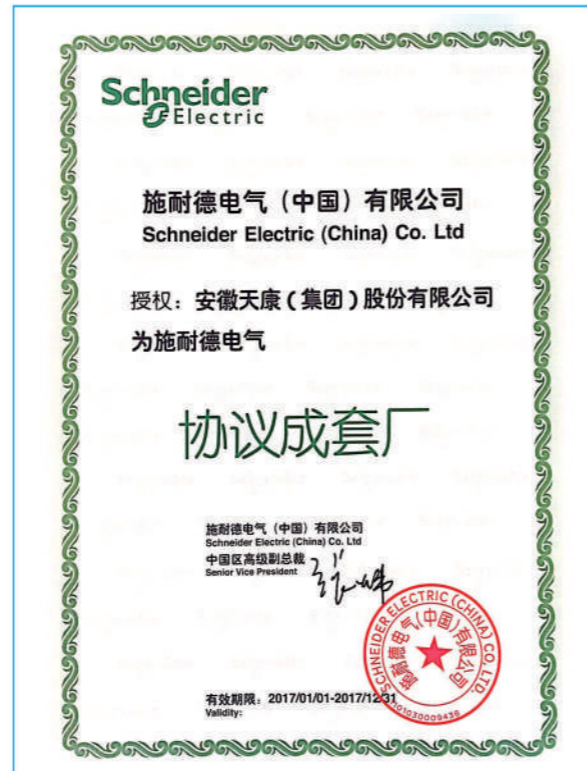 Schneider
Electric
施耐德电气（中国）有限公司
Schneider Electric (China) Co. Ltd
授权：安徽天康（集团）股份有限公司
为施耐德电气
协议成套厂
施耐德电气（中国）有限公司
Schneider Electric (China) Co. Ltd
中国区高级副总裁
Senior Vice President
SCHNEIDER ELECTRIC (CHINA) CO. LTD.
施耐德电气(中国)有限公司
有效期限：2017/01/01-2017/12/31
Validity: